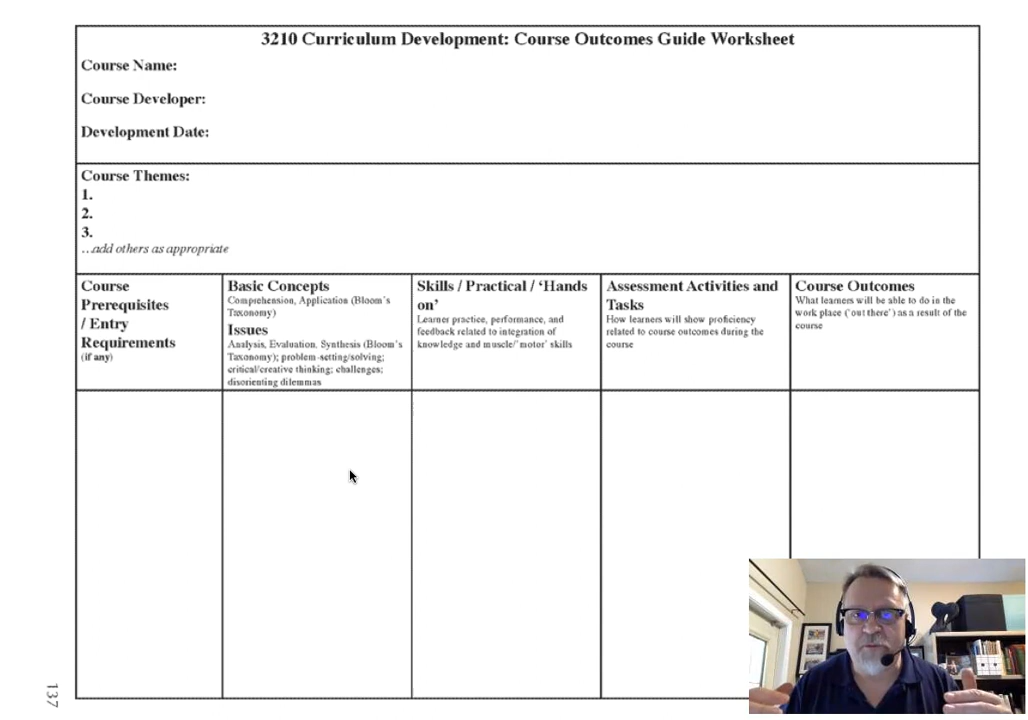 3210 Curriculum Development: Course Outcomes Guide Worksheet
Course Name:
Course Developer:
Development Date:
Course Themes:
1.
2.
3.
…add others as appropriate
Course
Prerequisites
/ Entry
Requirements
(if any)
Basic Concepts
Comprehension, Application (Bloom's
Taxonomy)
Issues
Analysis, Evaluation, Synthesis (Bloom's
Taxonomy); problem-setting/solving;
critical/creative thinking; challenges;
disorienting dilemmas
Skills / Practical / 'Hands
on'
Learner practice, performance, and
feedback related to integration of
knowledge and muscle/'motor' skills
Assessment Activities and
Tasks
How learners will show proficiency
related to course outcomes during the
course
Course Outcomes
What learners will be able to do in the
work place ('out there') as a result of the
course
137